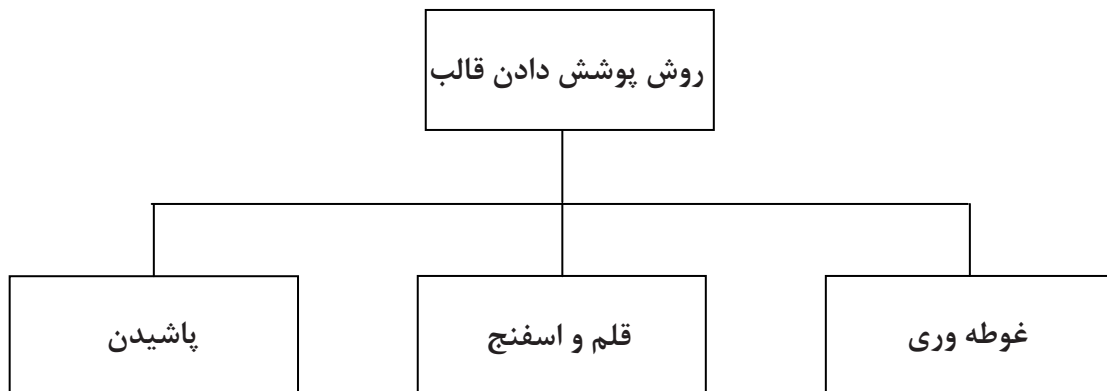 روش پوشش دادن قالب
غوطه وری
قلم و اسفنج
پاشیدن